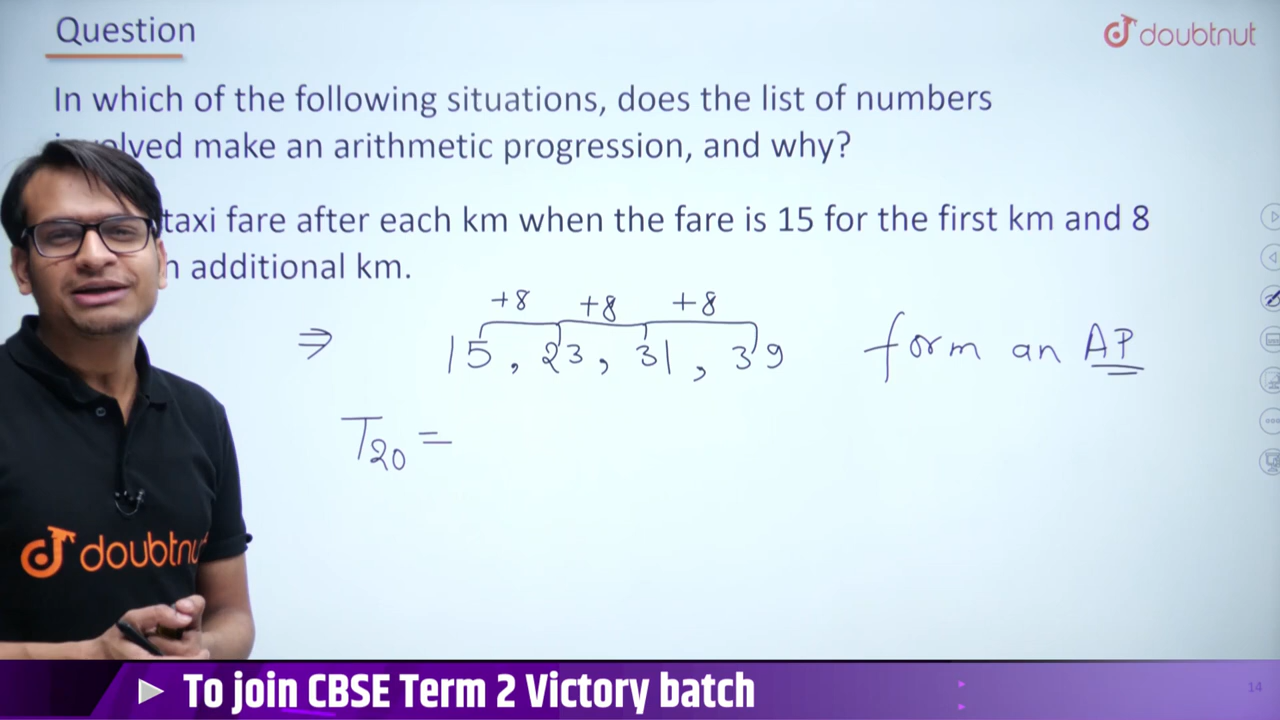 Question
doubtnut
In which of the following situations, does the list of numbers
make an arithmetic progression, and why?
taxi fare after each km when the fare is 15 for the first km and 8
additional km.
+8 +8 +8
⇒ 15, 23, 31, 39 form an AP
T20 =
doubtnut
To join CBSE Term 2 Victory batch
14